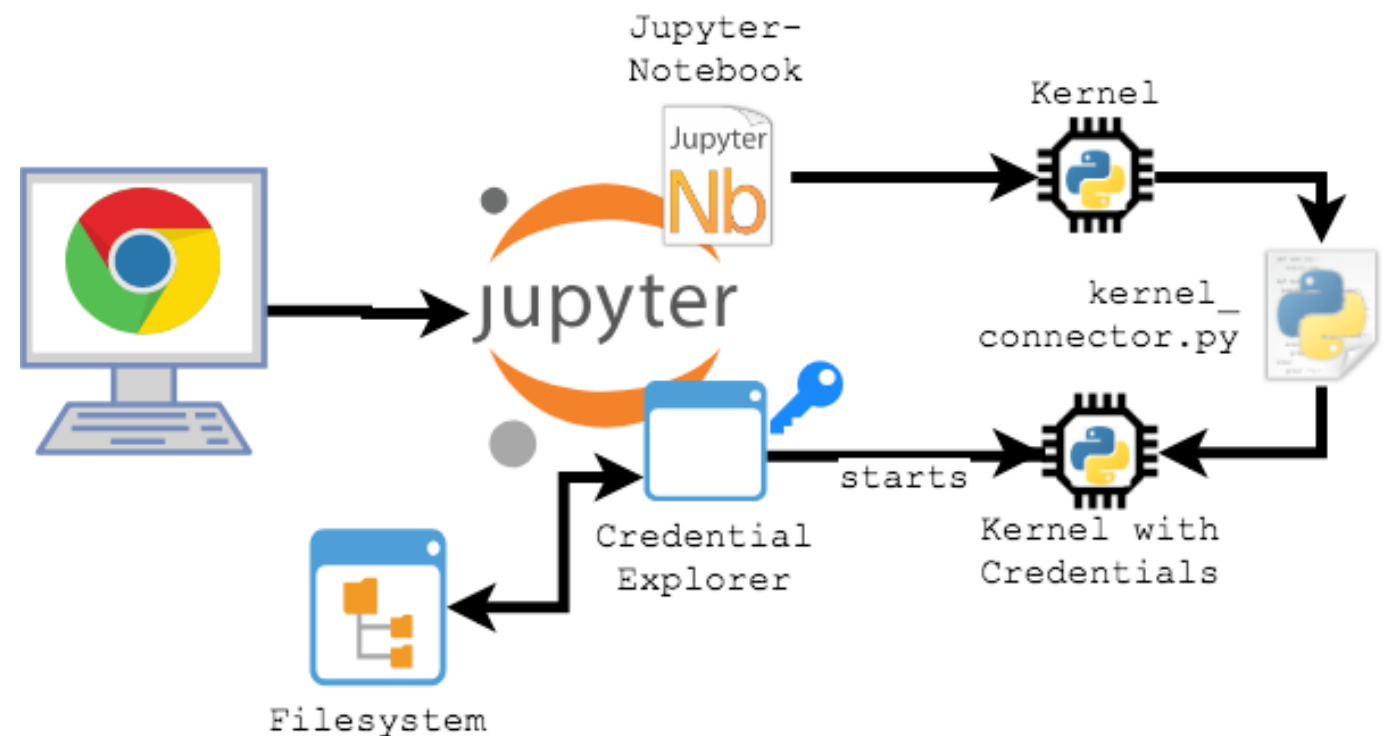 Jupyter-
Notebook
Jupyter
Nb
Kernel
jupyter
kernel_
connector.py
starts
Credential
Explorer
Kernel with
Credentials
Filesystem